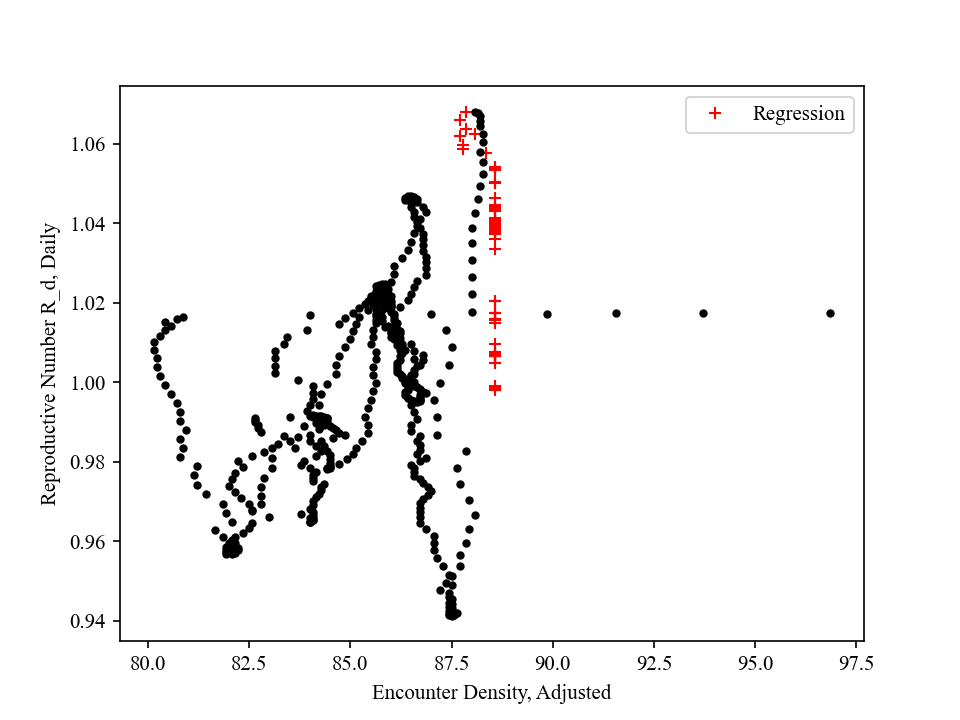 Regression
Reproductive Number R_d, Daily
1.06
1.04
1.02
1.00
0.98
0.96
0.94
80.0 82.5 85.0 87.5 90.0 92.5 95.0 97.5
Encounter Density, Adjusted